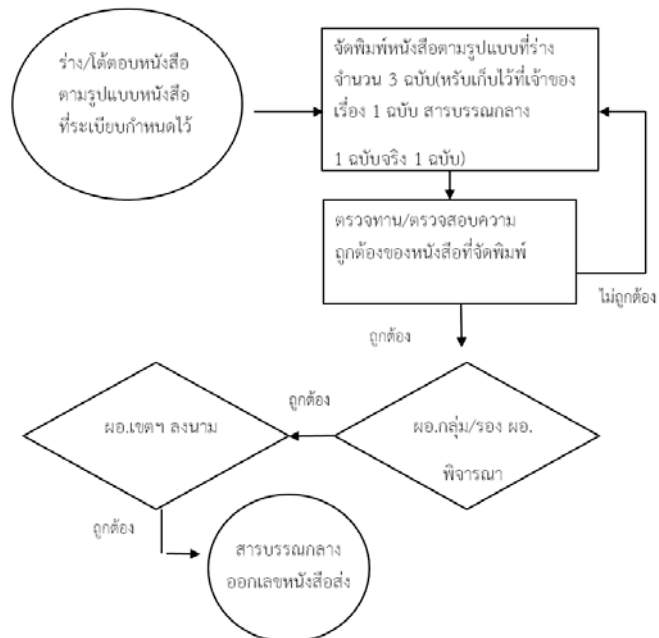 ร่าง/โต้ตอบหนังสือ
ตามรูปแบบหนังสือ
ที่ระเบียบกำหนดไว้
จัดพิมพ์หนังสือตามรูปแบบที่ร่าง
จำนวน 3 ฉบับ(หรับเก็บไว้ที่เจ้าของ
เรื่อง 1 ฉบับ สารบรรณกลาง
1 ฉบับจริง 1 ฉบับ)
ตรวจทาน/ตรวจสอบความ
ถูกต้องของหนังสือที่จัดพิมพ์
ไม่ถูกต้อง
ถูกต้อง
ผอ.กลุ่ม/รอง ผอ.
พิจารณา
ถูกต้อง
ผอ.เขตฯ ลงนาม
ถูกต้อง
สารบรรณกลาง
ออกเลขหนังสือส่ง